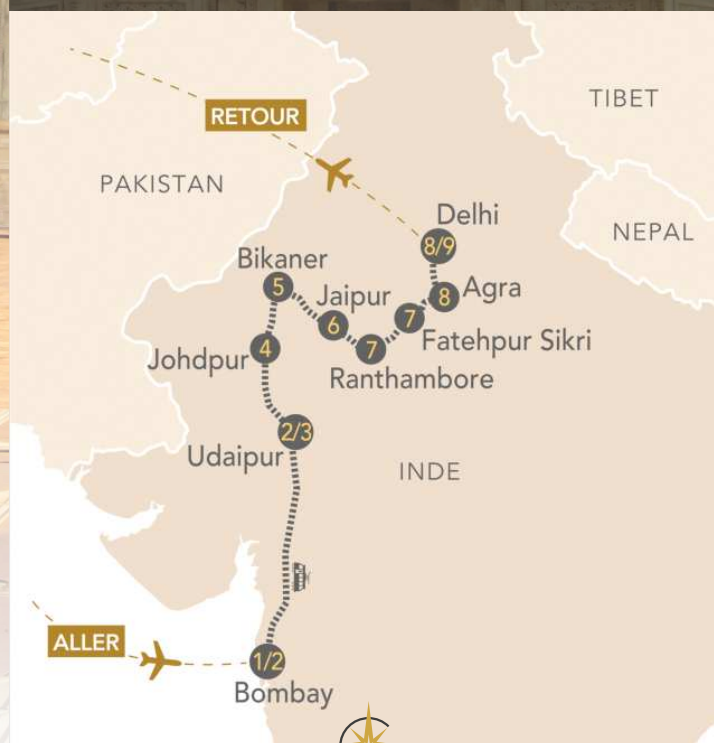 TIBET
RETOUR
PAKISTAN
NEPAL
Delhi
8/9
Bikaner
5
Jaipur
6
8
Agra
7
Fatehpur Sikri
Johdpur
4
7
Ranthambore
2/3
Udaipur
INDE
ALLER
1/2
Bombay